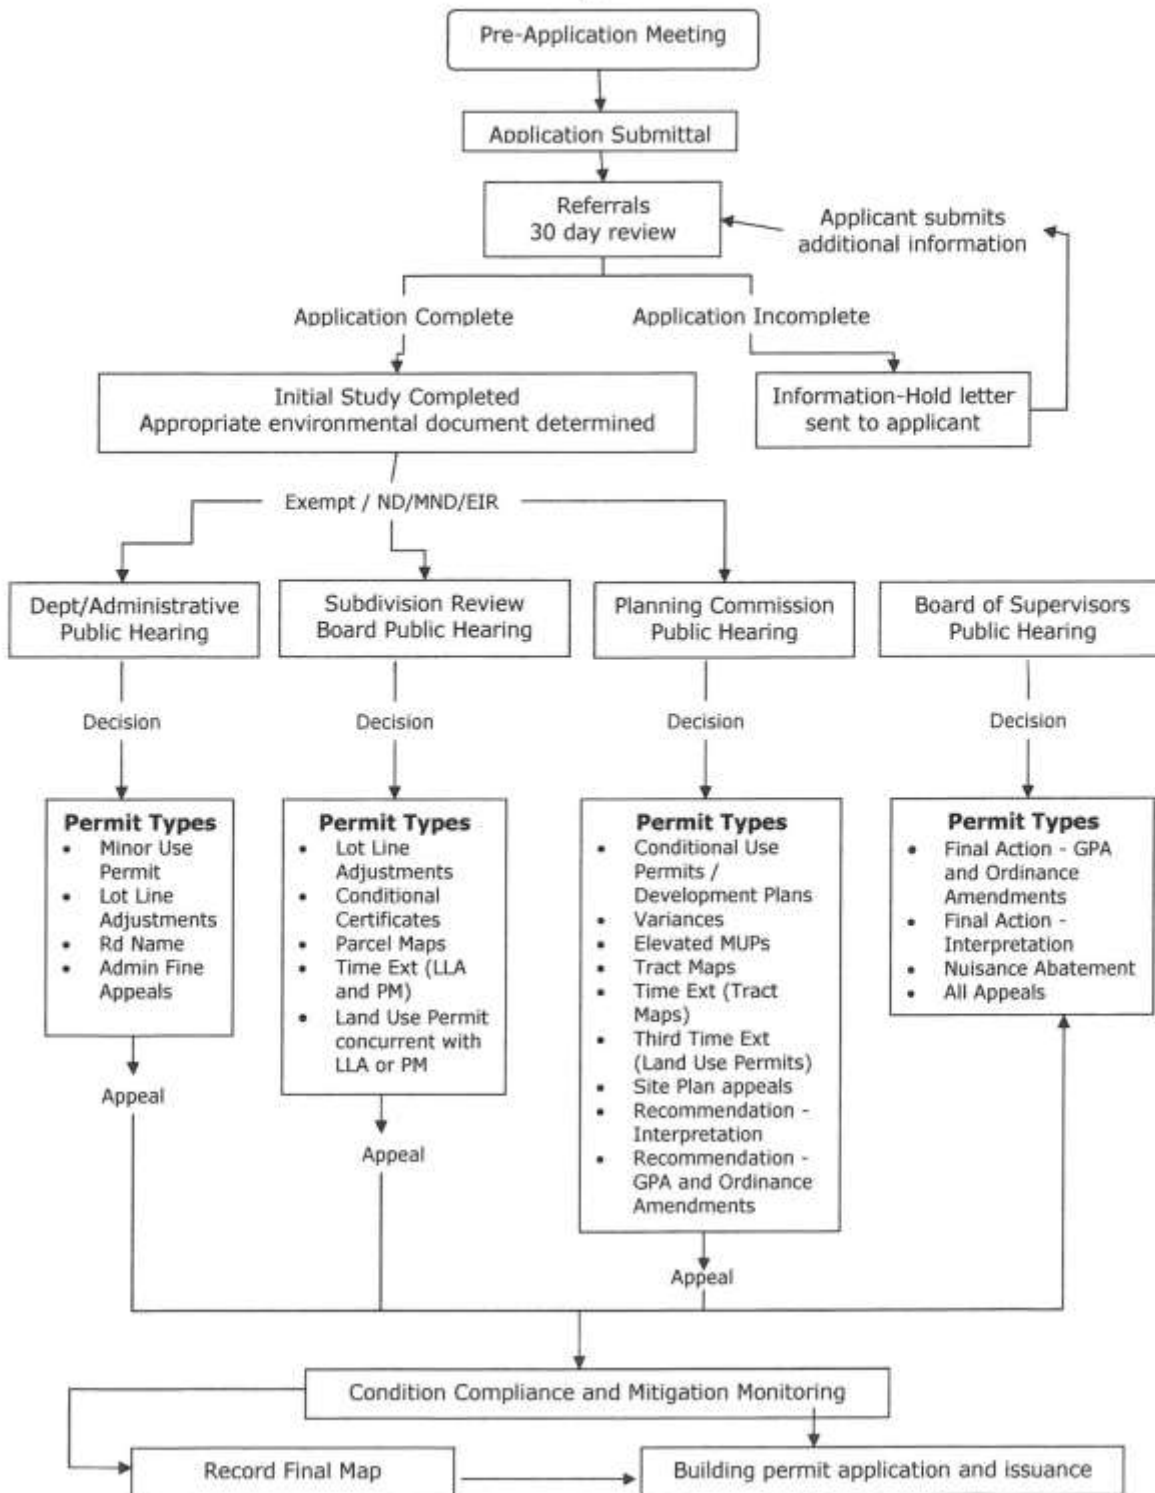 Pre-Application Meeting
Application Submittal
Referrals
30 day review
Applicant submits
additional information
Application Complete
Application Incomplete
Initial Study Completed
Appropriate environmental document determined
Information-Hold letter
sent to applicant
Exempt / ND/MND/EIR
Dept/Administrative
Public Hearing
Subdivision Review
Board Public Hearing
Planning Commission
Public Hearing
Board of Supervisors
Public Hearing
Decision
Decision
Decision
Decision
Permit Types
• Minor Use
Permit
• Lot Line
Adjustments
• Rd Name
• Admin Fine
Appeals
Appeal
Permit Types
• Lot Line
Adjustments
• Conditional
Certificates
• Parcel Maps
• Time Ext (LLA
and PM)
• Land Use Permit
concurrent with
LLA or PM
Appeal
Permit Types
• Conditional Use
Permits /
Development Plans
• Variances
• Elevated MUPs
• Tract Maps
• Time Ext (Tract
Maps)
• Third Time Ext
(Land Use Permits)
• Site Plan appeals
• Recommendation -
Interpretation
• Recommendation -
GPA and Ordinance
Amendments
Appeal
Permit Types
• Final Action - GPA
and Ordinance
Amendments
• Final Action -
Interpretation
• Nuisance Abatement
• All Appeals
Condition Compliance and Mitigation Monitoring
Record Final Map
Building permit application and issuance